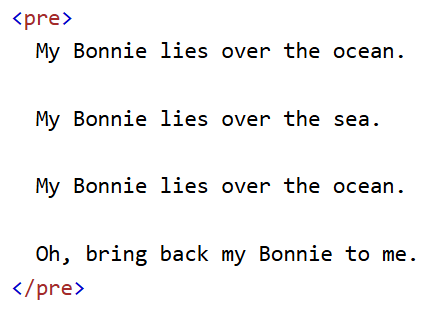 <pre>
  My Bonnie lies over the ocean.
  My Bonnie lies over the sea.
  My Bonnie lies over the ocean.
  Oh, bring back my Bonnie to me.
</pre>